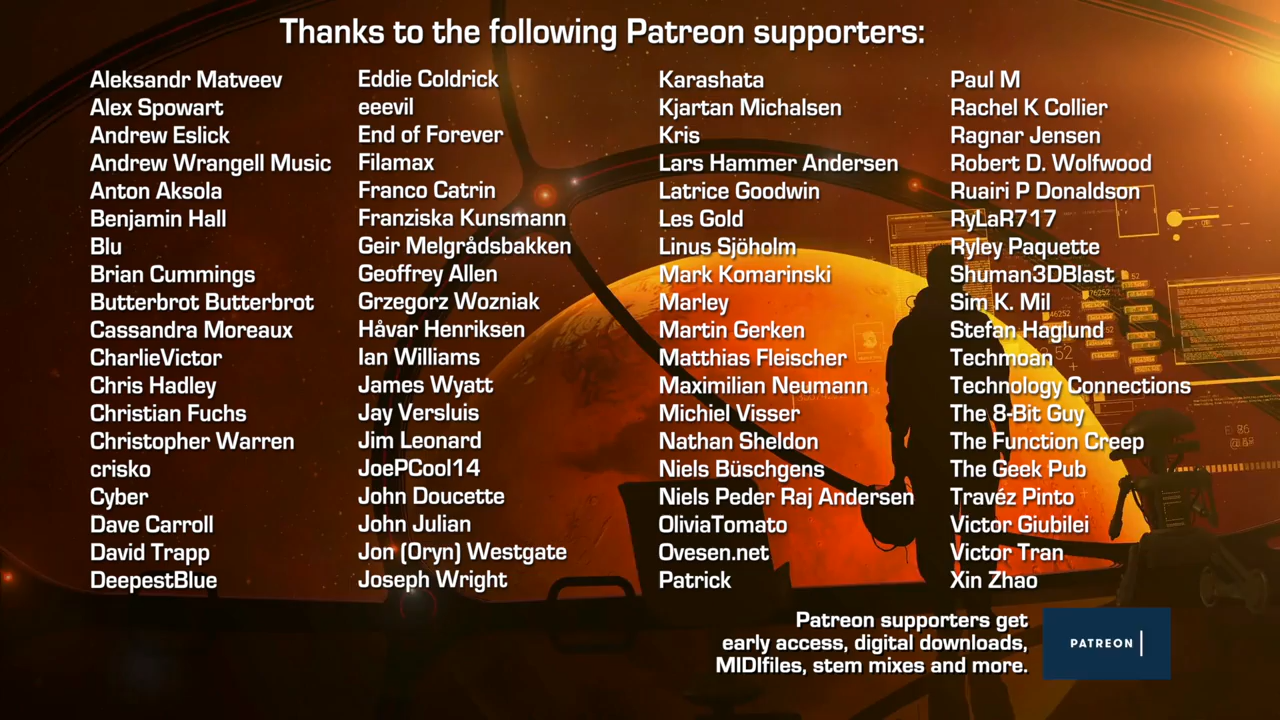 Thanks to the following Patreon supporters:
Aleksandr Matveev
Alex Spowart
Andrew Eslick
Andrew Wrangell Music
Anton Aksola
Benjamin Hall
Blu
Brian Cummings
Butterbrot Butterbrot
Cassandra Moreaux
CharlieVictor
Chris Hadley
Christian Fuchs
Christopher Warren
crisko
Cyber
Dave Carroll
David Trapp
DeepestBlue
Eddie Coldrick
eeevil
End of Forever
Filamax
Franco Catrin
Franziska Kunsmann
Geir Melgrådsbakken
Geoffrey Allen
Grzegorz Wozniak
Håvar Henriksen
Ian Williams
James Wyatt
Jay Versluis
Jim Leonard
JoePCool14
John Doucette
John Julian
Jon (Oryn) Westgate
Joseph Wright
Karashata
Kjartan Michalsen
Kris
Lars Hammer Andersen
Latrice Goodwin
Les Gold
Linus Sjöholm
Mark Komarinski
Marley
Martin Gerken
Matthias Fleischer
Maximilian Neumann
Michiel Visser
Nathan Sheldon
Niels Büschgens
Niels Peder Raj Andersen
OliviaTomato
Ovesen.net
Patrick
Paul M
Rachel K Collier
Ragnar Jensen
Robert D. Wolfwood
Ruairi P Donaldson
RyLaR717
Ryley Paquette
Shuman3DBlast
Sim K. Mil
Stefan Haglund
Techmoan
Technology Connections
The 8-Bit Guy
The Function Creep
The Geek Pub
Travéz Pinto
Victor Giubilei
Victor Tran
Xin Zhao
Patreon supporters get
early access, digital downloads,
MIDIfiles, stem mixes and more.
PATREON